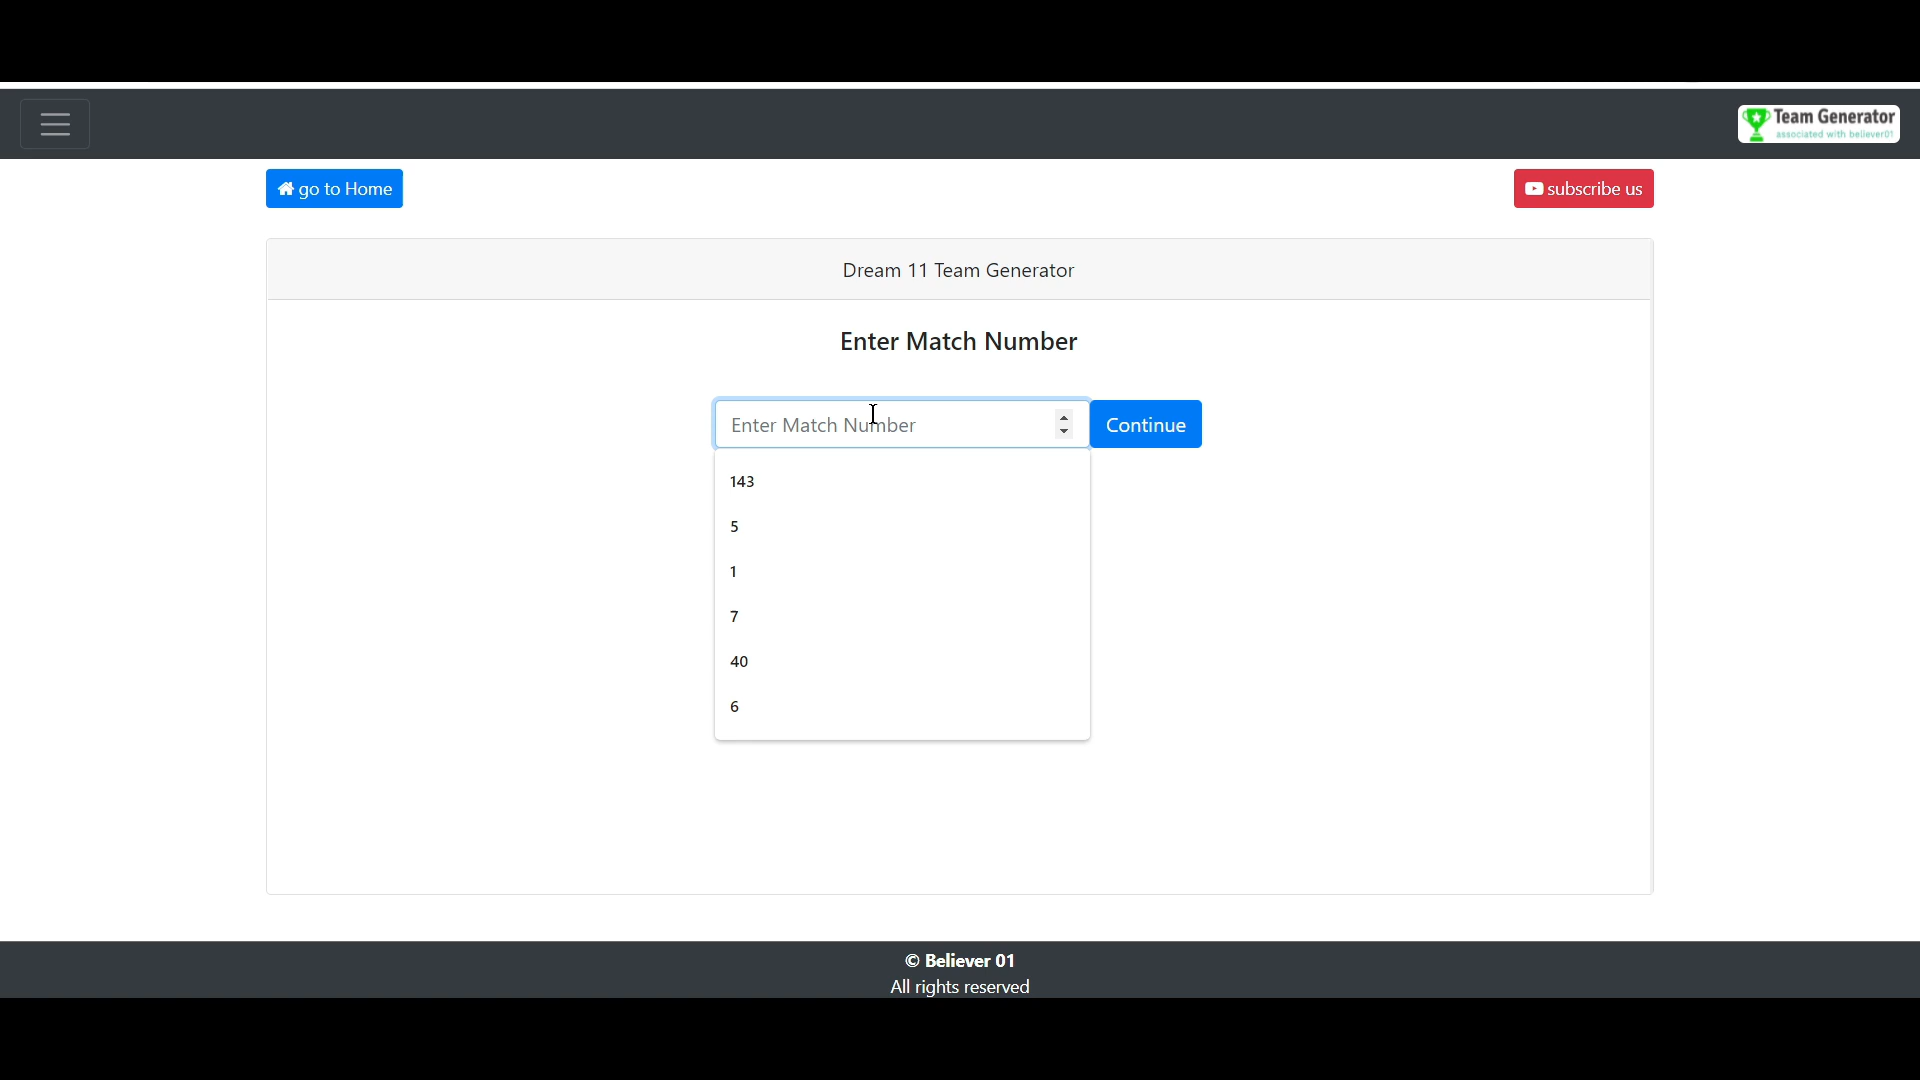 Team Generator
associated with believer01
go to Home
subscribe us
Dream 11 Team Generator
Enter Match Number
Enter Match Number
Continue
143
5
1
7
40
6
© Believer 01
All rights reserved